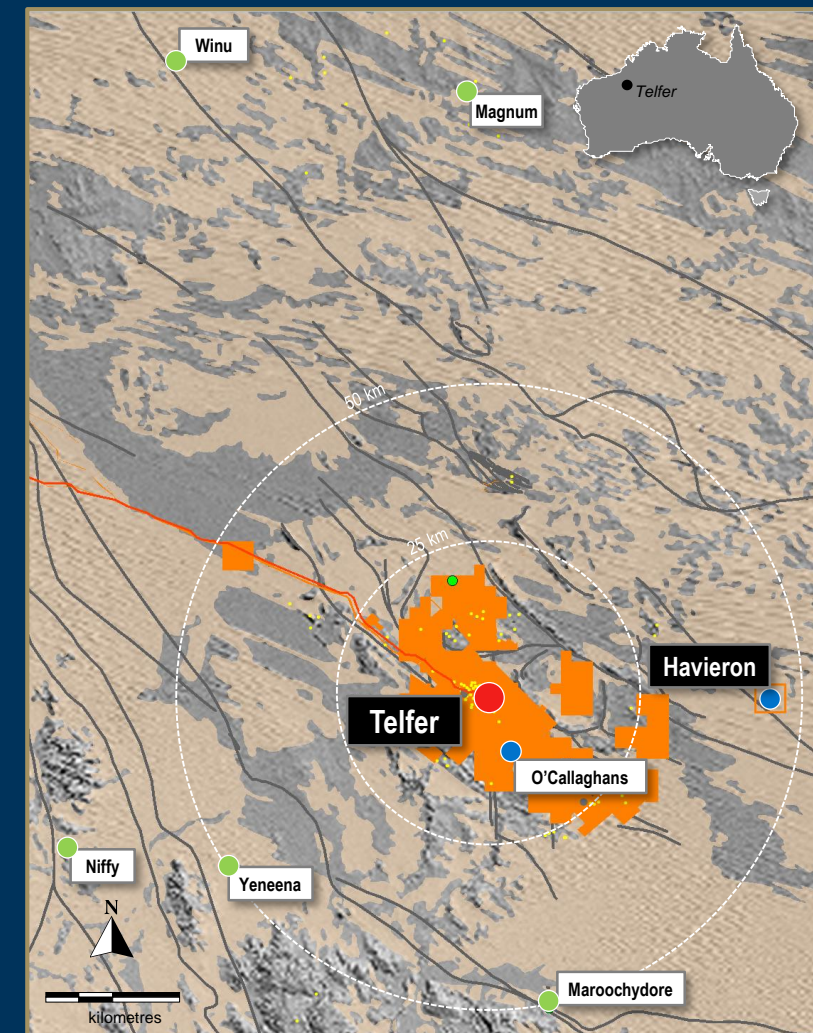 Winu
Magnum
Telfer
50 km
25 km
Havieron
Telfer
O'Callaghans
Niffy
Yeneena
N
Maroochydore
kilometres